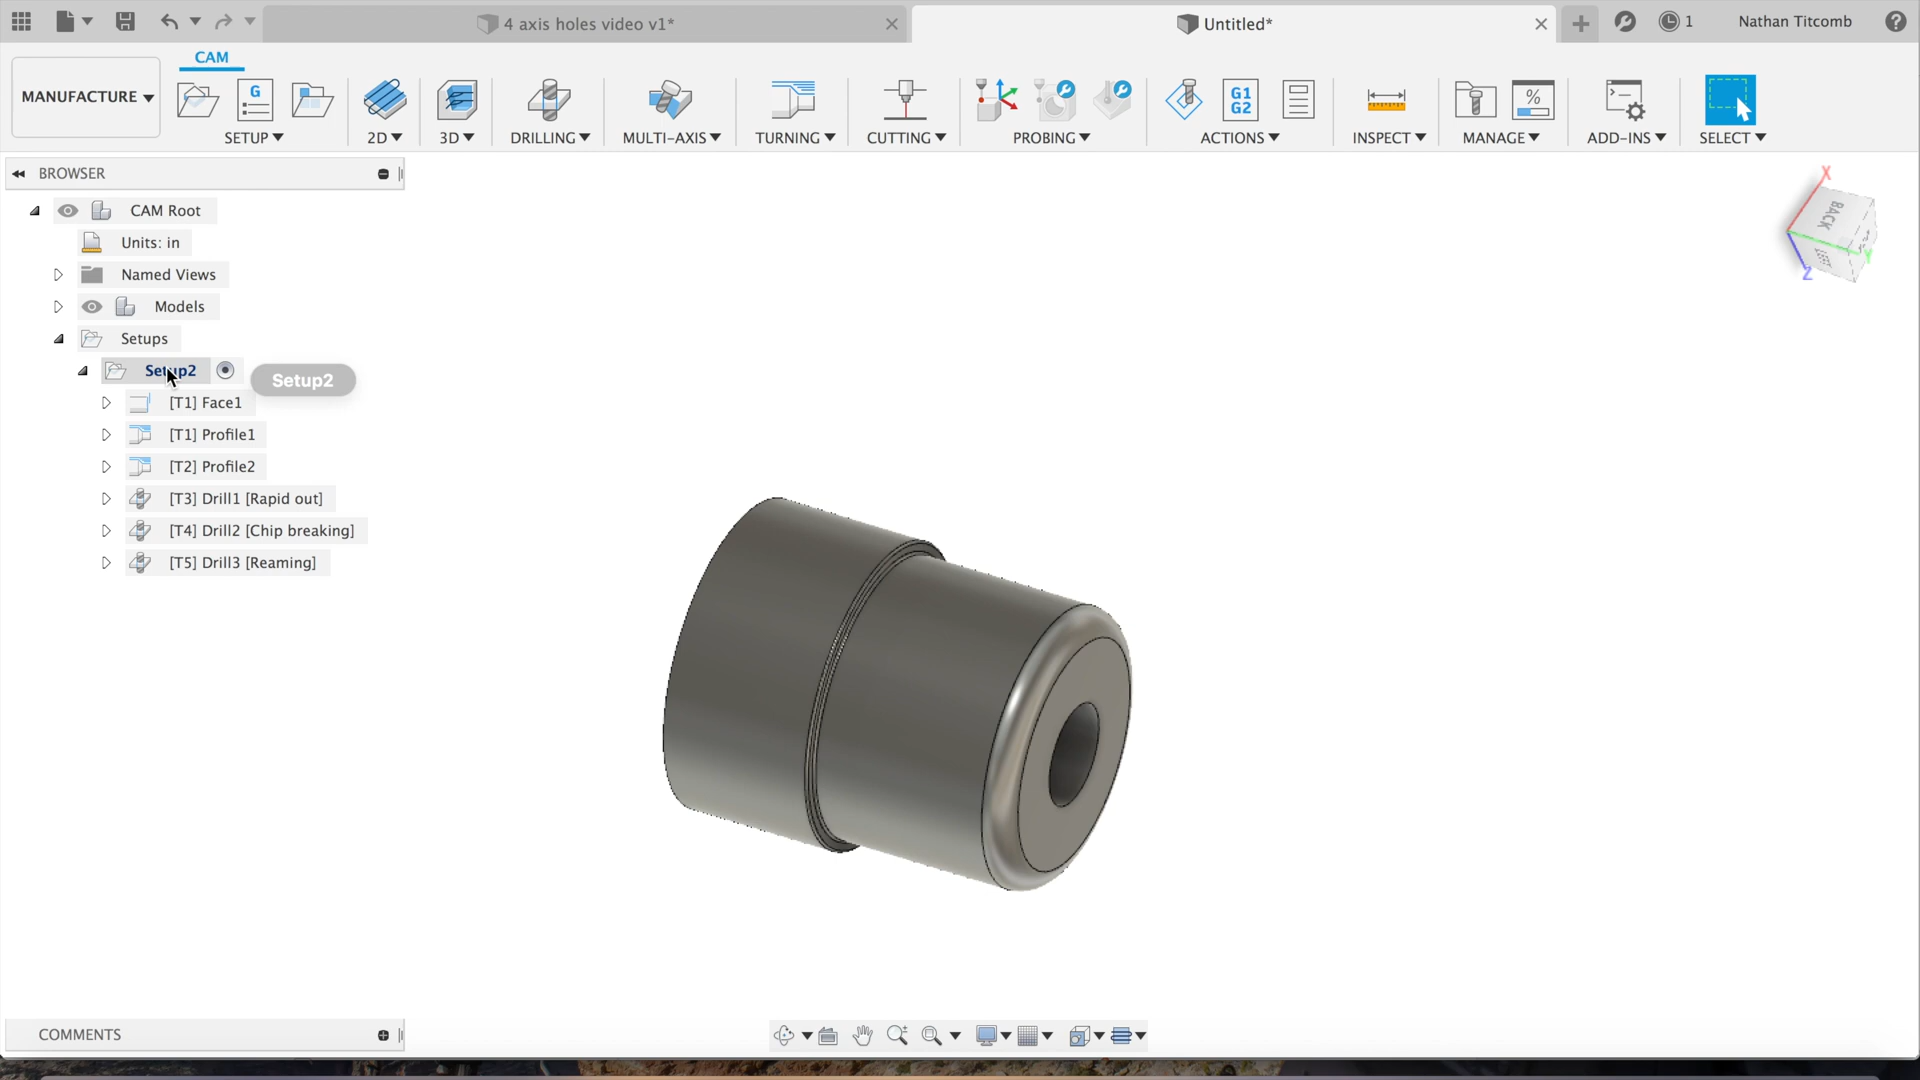 4 axis holes video v1*
Untitled*
1
Nathan Titcomb
MANUFACTURE
CAM
G
G1
G2
%
SETUP
2D
3D
DRILLING
MULTI-AXIS
TURNING
CUTTING
PROBING
ACTIONS
INSPECT
MANAGE
ADD-INS
SELECT
BROWSER
CAM Root
Units: in
Named Views
Models
Setups
Setup2
Setup2
[T1] Face1
[T1] Profile1
[T2] Profile2
[T3] Drill1 [Rapid out]
[T4] Drill2 [Chip breaking]
[T5] Drill3 [Reaming]
X
BACK
Y
Z
COMMENTS